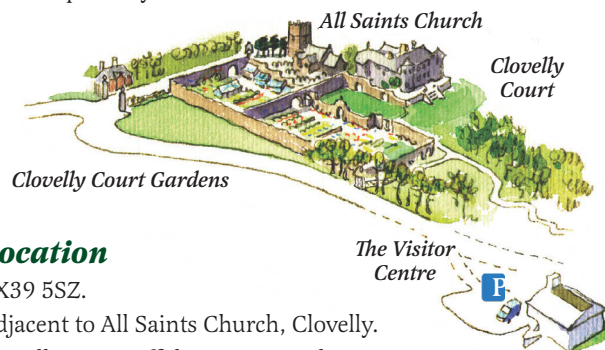 All Saints Church
Clovelly
Court
Clovelly Court Gardens
ocation
X39 5SZ.
The Visitor
Centre
P
djacent to All Saints Church, Clovelly.